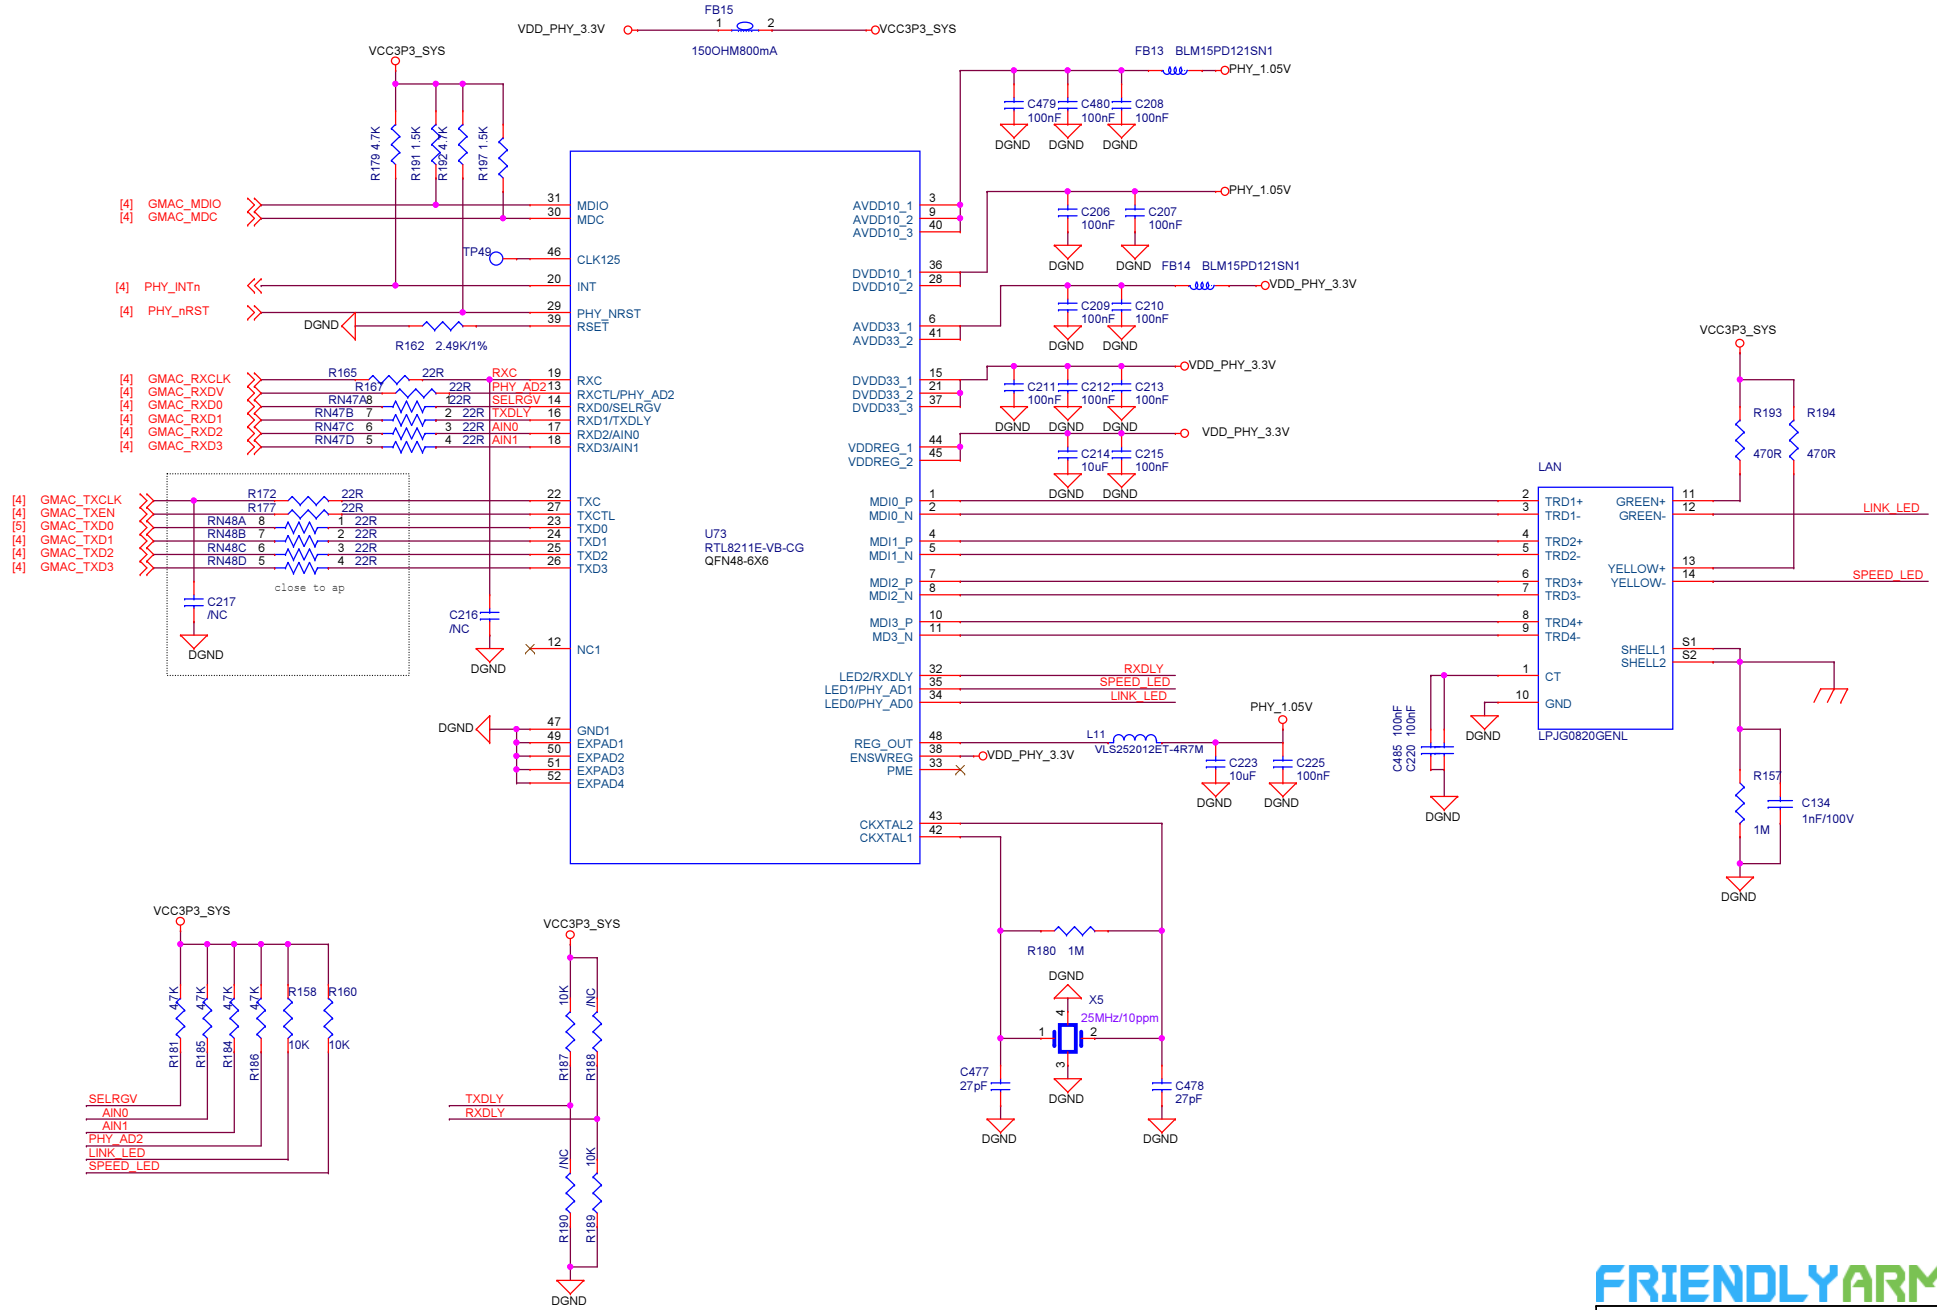 FB15
VDD_PHY_3.3V 1 2 VCC3P3_SYS
150OHM800mA
VCC3P3_SYS
R179 4.7K
R191 1.5K
R192 4.7K
R197 1.5K
[4] GMAC_MDIO 31 MDIO
[4] GMAC_MDC 30 MDC
TP49 46 CLK125
[4] PHY_INTn 20 INT
[4] PHY_nRST 29 PHY_NRST
DGND 39 RSET
R162 2.49K/1%
[4] GMAC_RXCLK R165 22R RXC 19 RXC
[4] GMAC_RXDV R167 22R PHY_AD2 13 RXCTL/PHY_AD2
[4] GMAC_RXD0 RN47A 8 1 22R SELRGV 14 RXD0/SELRGV
[4] GMAC_RXD1 RN47B 7 2 22R TXDLY 16 RXD1/TXDLY
[4] GMAC_RXD2 RN47C 6 3 22R AIN0 17 RXD2/AIN0
[4] GMAC_RXD3 RN47D 5 4 22R AIN1 18 RXD3/AIN1
[4] GMAC_TXCLK R172 22R 22 TXC
[4] GMAC_TXEN R177 22R 27 TXCTL
[5] GMAC_TXD0 RN48A 8 1 22R 23 TXD0
[4] GMAC_TXD1 RN48B 7 2 22R 24 TXD1
[4] GMAC_TXD2 RN48C 6 3 22R 25 TXD2
[4] GMAC_TXD3 RN48D 5 4 22R 26 TXD3
close to ap
C217
/NC
DGND
C216
/NC
DGND
12 NC1
DGND 47 GND1
49 EXPAD1
50 EXPAD2
51 EXPAD3
52 EXPAD4
U73
RTL8211E-VB-CG
QFN48-6X6
FB13 BLM15PD121SN1
PHY_1.05V
C479 C480 C208
100nF 100nF 100nF
DGND DGND DGND
AVDD10_1 3
AVDD10_2 9
AVDD10_3 40
PHY_1.05V
C206 C207
100nF 100nF
DGND DGND
DVDD10_1 36
DVDD10_2 28
FB14 BLM15PD121SN1
VDD_PHY_3.3V
C209 C210
100nF 100nF
DGND DGND
AVDD33_1 6
AVDD33_2 41
VDD_PHY_3.3V
C211 C212 C213
100nF 100nF 100nF
DGND DGND DGND
DVDD33_1 15
DVDD33_2 21
DVDD33_3 37
VDD_PHY_3.3V
C214 C215
10uF 100nF
DGND DGND
VDDREG_1 44
VDDREG_2 45
MDI0_P 1
MDI0_N 2
MDI1_P 4
MDI1_N 5
MDI2_P 7
MDI2_N 8
MDI3_P 10
MD3_N 11
LED2/RXDLY 32 RXDLY
LED1/PHY_AD1 35 SPEED_LED
LED0/PHY_AD0 34 LINK_LED
PHY_1.05V
REG_OUT 48 L11
VLS252012ET-4R7M
ENSWREG 38 VDD_PHY_3.3V
PME 33
C223 C225
10uF 100nF
DGND DGND
CKXTAL2 43
CKXTAL1 42
R180 1M
DGND
X5
25MHz/10ppm
4
1 2
3
DGND
C477
27pF
DGND
C478
27pF
DGND
VCC3P3_SYS
R193 R194
470R 470R
LAN
2 TRD1+ GREEN+ 11
3 TRD1- GREEN- 12 LINK_LED
4 TRD2+
5 TRD2- YELLOW+ 13
6 TRD3+ YELLOW- 14 SPEED_LED
7 TRD3-
8 TRD4+
9 TRD4-
SHELL1 S1
SHELL2 S2
1 CT
10 GND
LPJG0820GENL
DGND
C485 100nF
C220 100nF
DGND
R157
1M
C134
1nF/100V
DGND
VCC3P3_SYS
4.7K 4.7K 4.7K 4.7K R158 R160
R181 R185 R184 R186 10K 10K
SELRGV
AIN0
AIN1
PHY_AD2
LINK_LED
SPEED_LED
VCC3P3_SYS
10K /NC
R187 R188
TXDLY
RXDLY
/NC 10K
R190 R189
DGND
FRIENDLYARM